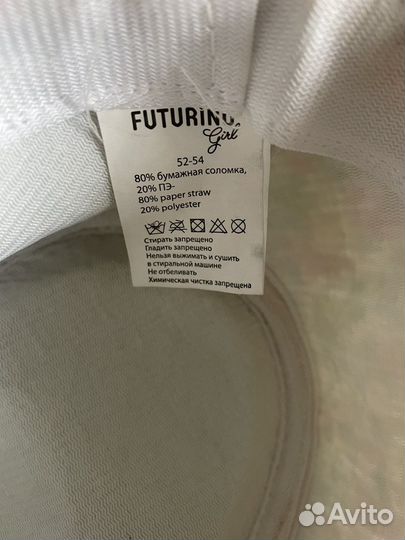 FUTURINO
Girl
52-54
80% бумажная соломка,
20% ПЭ-
80% paper straw
20% polyester
Стирать запрещено
Гладить запрещено
Нельзя выжимать и сушить
в стиральной машине
Не отбеливать
Химическая чистка запрещена
Avito